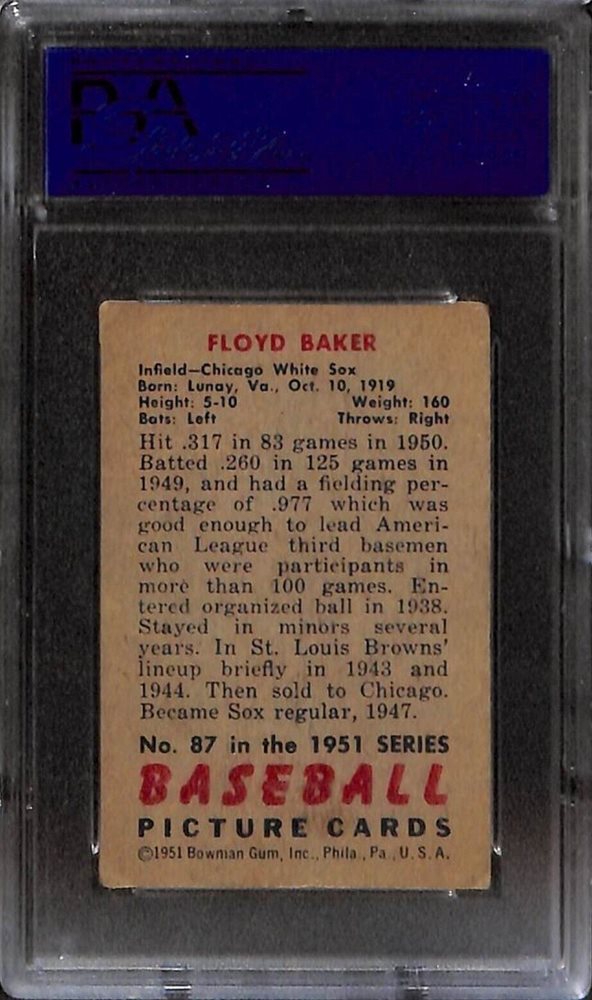 PSA
FLOYD BAKER
Infield—Chicago White Sox
Born: Lunay, Va., Oct. 10, 1919
Height: 5-10 Weight: 160
Bats: Left Throws: Right
Hit .317 in 83 games in 1950.
Batted .260 in 125 games in
1949, and had a fielding per-
centage of .977 which was
good enough to lead Ameri-
can League third basemen
who were participants in
more than 100 games. En-
tered organized ball in 1938.
Stayed in minors several
years. In St. Louis Browns'
lineup briefly in 1943 and
1944. Then sold to Chicago.
Became Sox regular, 1947.
No. 87 in the 1951 SERIES
BASEBALL
PICTURE CARDS
©1951 Bowman Gum, Inc., Phila., Pa., U. S. A.